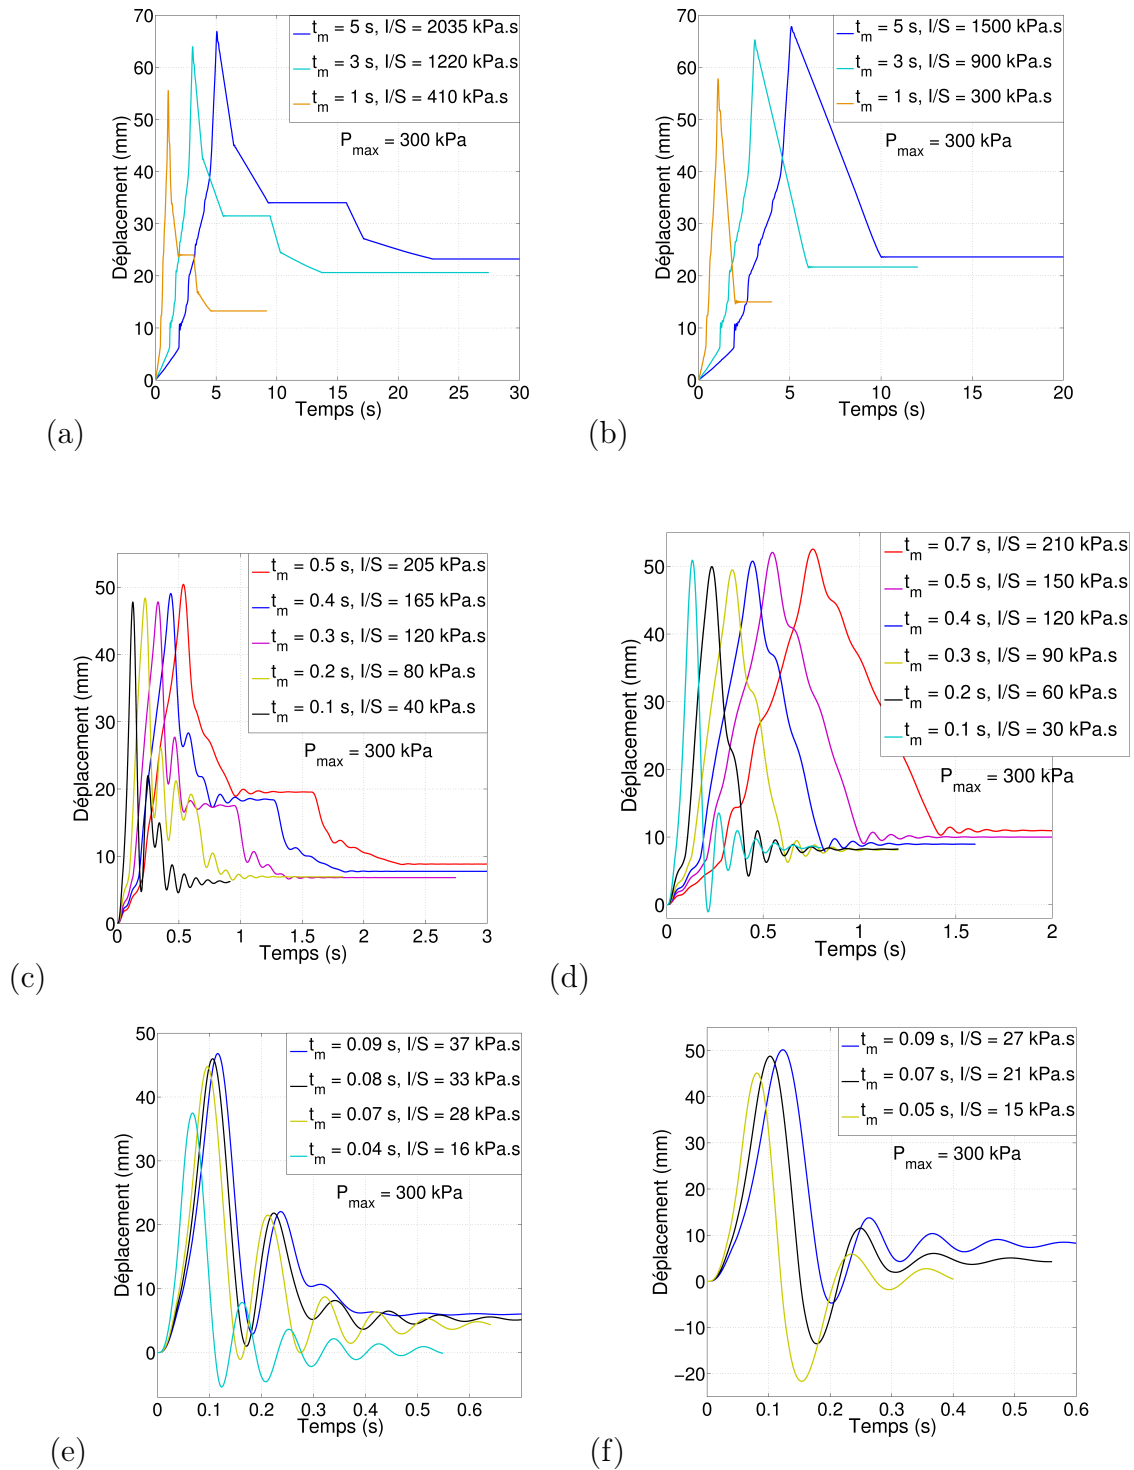 70
60
50
40
30
20
10
0
Déplacement (mm)
t_m = 5 s, I/S = 2035 kPa.s
t_m = 3 s, I/S = 1220 kPa.s
t_m = 1 s, I/S = 410 kPa.s
P_max = 300 kPa
0 5 10 15 20 25 30
Temps (s)
(a)
70
60
50
40
30
20
10
0
Déplacement (mm)
t_m = 5 s, I/S = 1500 kPa.s
t_m = 3 s, I/S = 900 kPa.s
t_m = 1 s, I/S = 300 kPa.s
P_max = 300 kPa
0 5 10 15 20
Temps (s)
(b)
50
40
30
20
10
0
Déplacement (mm)
t_m = 0.5 s, I/S = 205 kPa.s
t_m = 0.4 s, I/S = 165 kPa.s
t_m = 0.3 s, I/S = 120 kPa.s
t_m = 0.2 s, I/S = 80 kPa.s
t_m = 0.1 s, I/S = 40 kPa.s
P_max = 300 kPa
0 0.5 1 1.5 2 2.5 3
Temps (s)
(c)
50
40
30
20
10
0
Déplacement (mm)
t_m = 0.7 s, I/S = 210 kPa.s
t_m = 0.5 s, I/S = 150 kPa.s
t_m = 0.4 s, I/S = 120 kPa.s
t_m = 0.3 s, I/S = 90 kPa.s
t_m = 0.2 s, I/S = 60 kPa.s
t_m = 0.1 s, I/S = 30 kPa.s
P_max = 300 kPa
0 0.5 1 1.5 2
Temps (s)
(d)
50
40
30
20
10
0
Déplacement (mm)
t_m = 0.09 s, I/S = 37 kPa.s
t_m = 0.08 s, I/S = 33 kPa.s
t_m = 0.07 s, I/S = 28 kPa.s
t_m = 0.04 s, I/S = 16 kPa.s
P_max = 300 kPa
0 0.1 0.2 0.3 0.4 0.5 0.6
Temps (s)
(e)
50
40
30
20
10
0
−10
−20
Déplacement (mm)
t_m = 0.09 s, I/S = 27 kPa.s
t_m = 0.07 s, I/S = 21 kPa.s
t_m = 0.05 s, I/S = 15 kPa.s
P_max = 300 kPa
0 0.1 0.2 0.3 0.4 0.5 0.6
Temps (s)
(f)